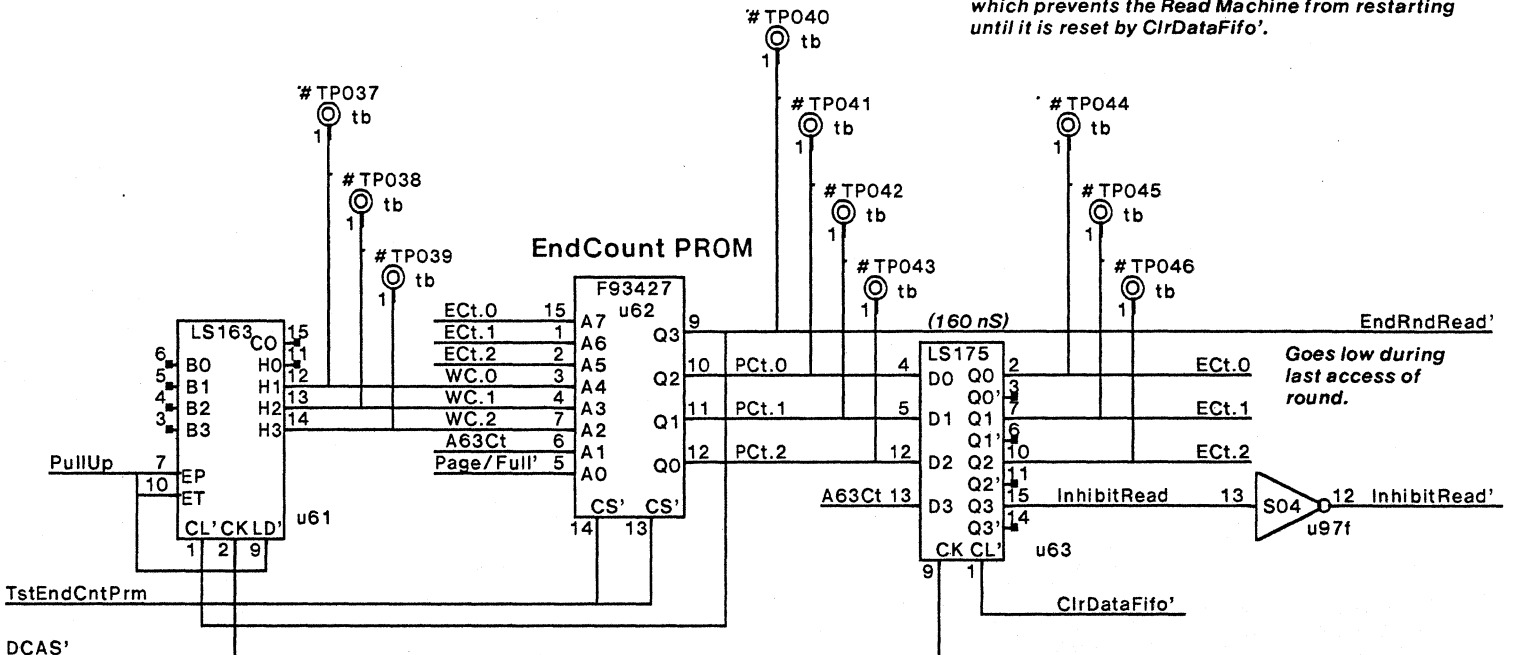 which prevents the Read Machine from restarting
until it is reset by ClrDataFifo'.
#TP040
tb
1
#TP037
tb
1
#TP041
tb
1
#TP044
tb
1
#TP038
tb
1
#TP042
tb
1
#TP045
tb
1
#TP039
tb
1
EndCount PROM
#TP043
tb
1
#TP046
tb
1
LS163
CO 15
H0 11
6 B0
5 B1
4 B2
3 B3
H1 12
H2 13
H3 14
PullUp 7 EP
10 ET
CL' CK LD'
1 2 9
u61
F93427
u62
ECt.0 15 A7
ECt.1 1 A6
ECt.2 2 A5
WC.0 3 A4
WC.1 4 A3
WC.2 7 A2
A63Ct 6 A1
Page/Full' 5 A0
Q3 9
Q2 10 PCt.0 4 D0
Q1 11 PCt.1 5 D1
Q0 12 PCt.2 12 D2
CS' CS'
14 13
(160 nS)
EndRndRead'
Goes low during
last access of
round.
LS175
Q0 2 ECt.0
Q0' 3
Q1 7 ECt.1
Q1' 6
Q2 10 ECt.2
Q2' 11
A63Ct 13 D3
Q3 15 InhibitRead 13 S04 12 InhibitRead'
Q3' 14
u97f
CK CL'
9 1
u63
TstEndCntPrm
ClrDataFifo'
DCAS'